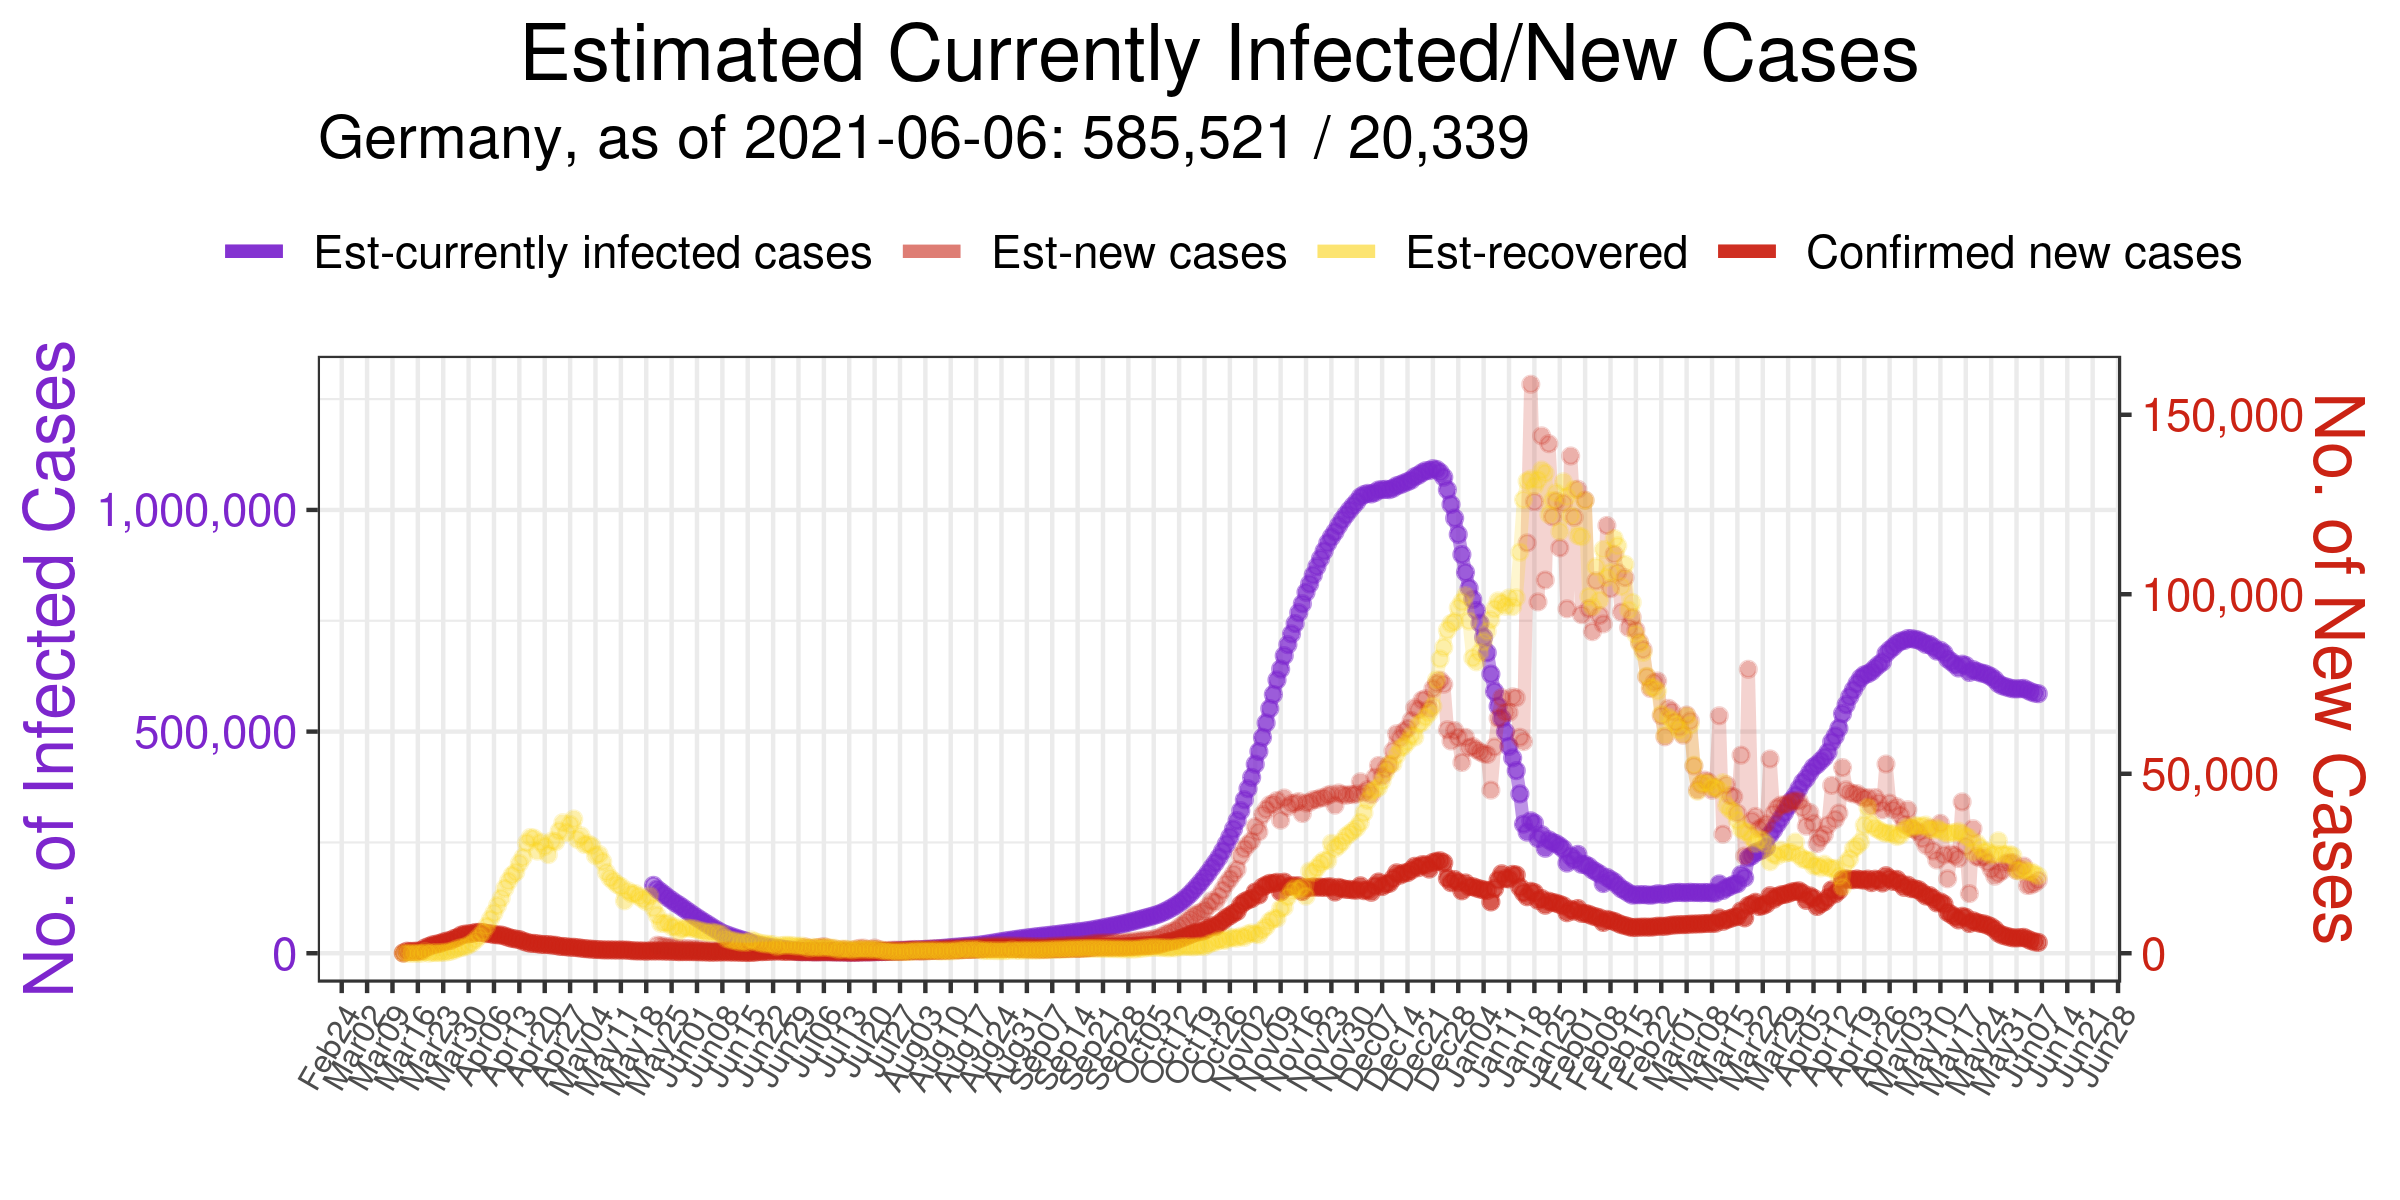 Estimated Currently Infected/New Cases
Germany, as of 2021-06-06: 585,521 / 20,339
Est-currently infected cases
Est-new cases
Est-recovered
Confirmed new cases
No. of Infected Cases
1,000,000
500,000
0
150,000
100,000
50,000
0
No. of New Cases
Feb24
Mar02
Mar09
Mar16
Mar23
Mar30
Apr06
Apr13
Apr20
Apr27
May04
May11
May18
May25
Jun01
Jun08
Jun15
Jun22
Jun29
Jul06
Jul13
Jul20
Jul27
Aug03
Aug10
Aug17
Aug24
Aug31
Sep07
Sep14
Sep21
Sep28
Oct05
Oct12
Oct19
Oct26
Nov02
Nov09
Nov16
Nov23
Nov30
Dec07
Dec14
Dec21
Dec28
Jan04
Jan11
Jan18
Jan25
Feb01
Feb08
Feb15
Feb22
Mar01
Mar08
Mar15
Mar22
Mar29
Apr05
Apr12
Apr19
Apr26
May03
May10
May17
May24
May31
Jun07
Jun14
Jun21
Jun28